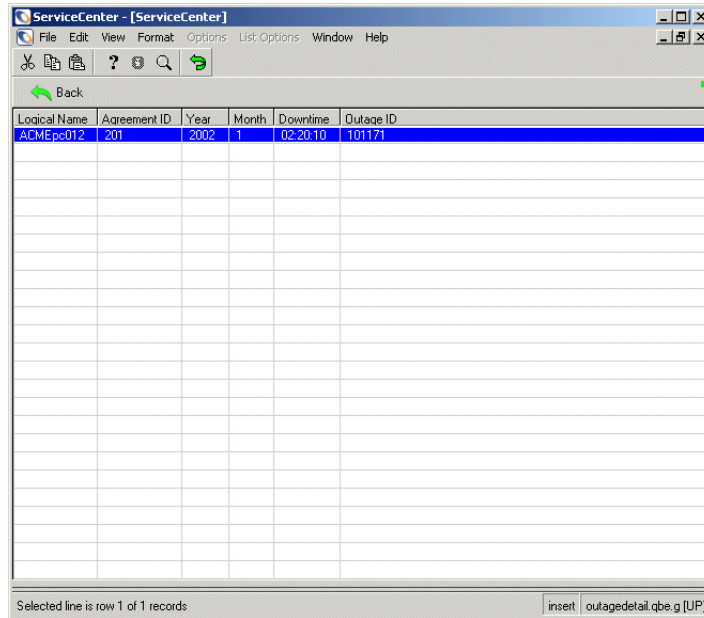 ServiceCenter - [ServiceCenter]
File Edit View Format Options List Options Window Help
Back
Logical Name Agreement ID Year Month Downtime Outage ID
ACMEpc012 201 2002 1 02:20:10 101171
Selected line is row 1 of 1 records insert outagedetail.qbe.g [UP]